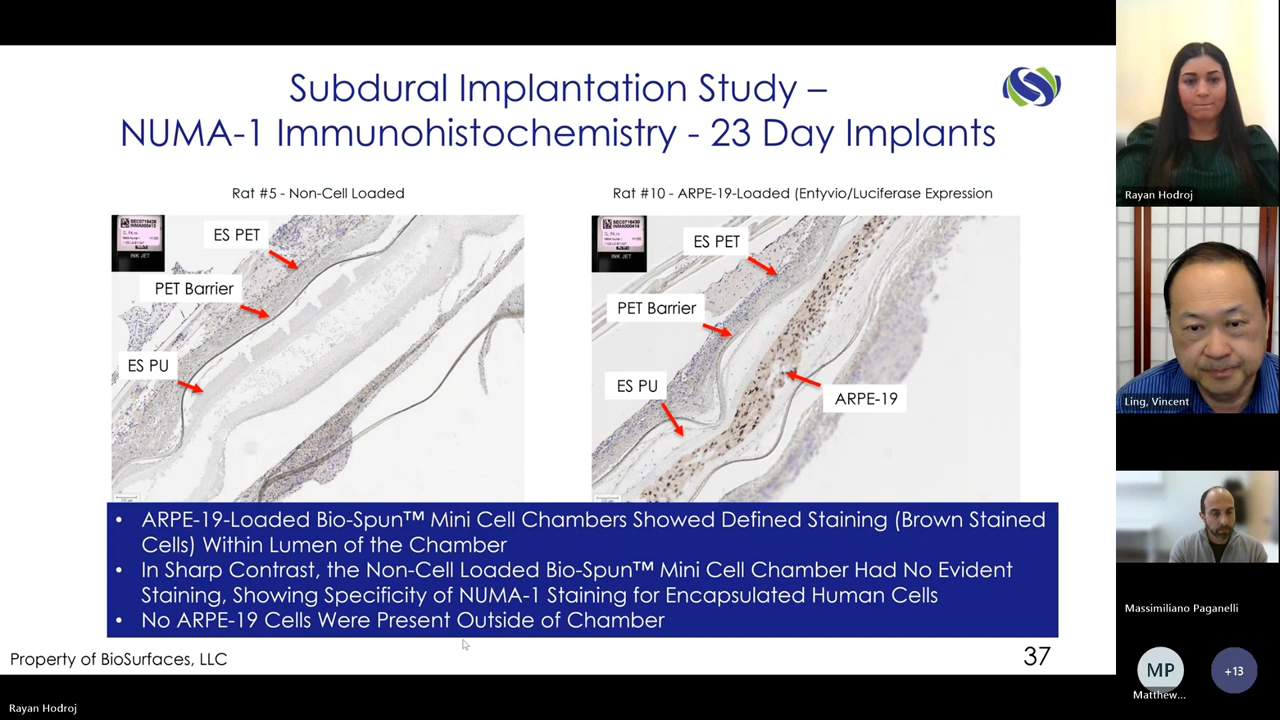 Subdural Implantation Study –
NUMA-1 Immunohistochemistry - 23 Day Implants
Rat #5 - Non-Cell Loaded
ES PET
PET Barrier
ES PU
INK JET
Rat #10 - ARPE-19-Loaded (Entyvio/Luciferase Expression
ES PET
PET Barrier
ES PU
ARPE-19
INK JET
• ARPE-19-Loaded Bio-Spun™ Mini Cell Chambers Showed Defined Staining (Brown Stained
Cells) Within Lumen of the Chamber
• In Sharp Contrast, the Non-Cell Loaded Bio-Spun™ Mini Cell Chamber Had No Evident
Staining, Showing Specificity of NUMA-1 Staining for Encapsulated Human Cells
• No ARPE-19 Cells Were Present Outside of Chamber
Property of BioSurfaces, LLC
37
Rayan Hodroj
Rayan Hodroj
Ling, Vincent
Massimiliano Paganelli
MP
Matthew...
+13